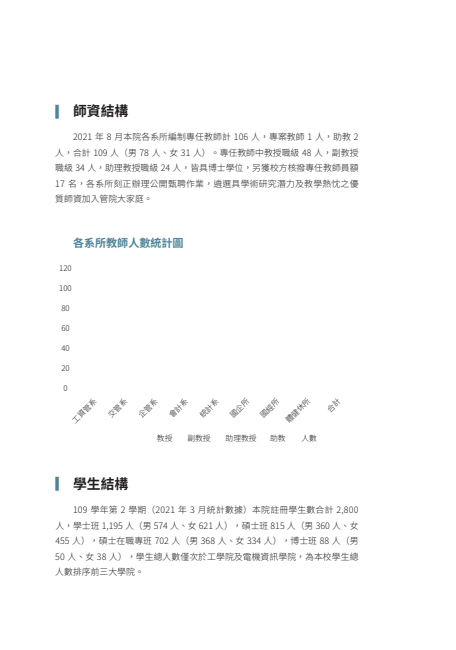 師資結構
2021 年 8 月本院各系所編制專任教師計 106 人，專案教師 1 人，助教 2
人，合計 109 人（男 78 人、女 31 人）。專任教師中教授職級 48 人，副教授
職級 34 人，助理教授職級 24 人，皆具博士學位，另獲校方核撥專任教師員額
17 名，各系所刻正辦理公開甄聘作業，遴選具學術研究潛力及教學熱忱之優
質師資加入管院大家庭。
各系所教師人數統計圖
120
100
80
60
40
20
0
工資管系 交管系 企管系 會計系 統計系 國企所 國經所 體健休所 合計
教授 副教授 助理教授 助教 人數
學生結構
109 學年第 2 學期（2021 年 3 月統計數據）本院註冊學生數合計 2,800
人，學士班 1,195 人（男 574 人、女 621 人），碩士班 815 人（男 360 人、女
455 人），碩士在職專班 702 人（男 368 人、女 334 人），博士班 88 人（男
50 人、女 38 人），學生總人數僅次於工學院及電機資訊學院，為本校學生總
人數排序前三大學院。